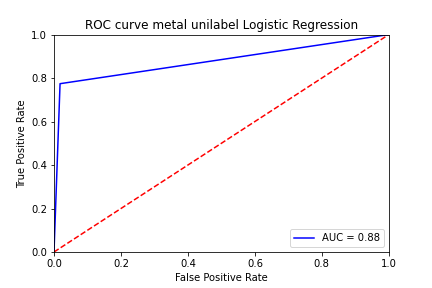 ROC curve metal unilabel Logistic Regression
1.0
0.8
0.6
0.4
0.2
0.0
True Positive Rate
0.0 0.2 0.4 0.6 0.8 1.0
False Positive Rate
AUC = 0.88